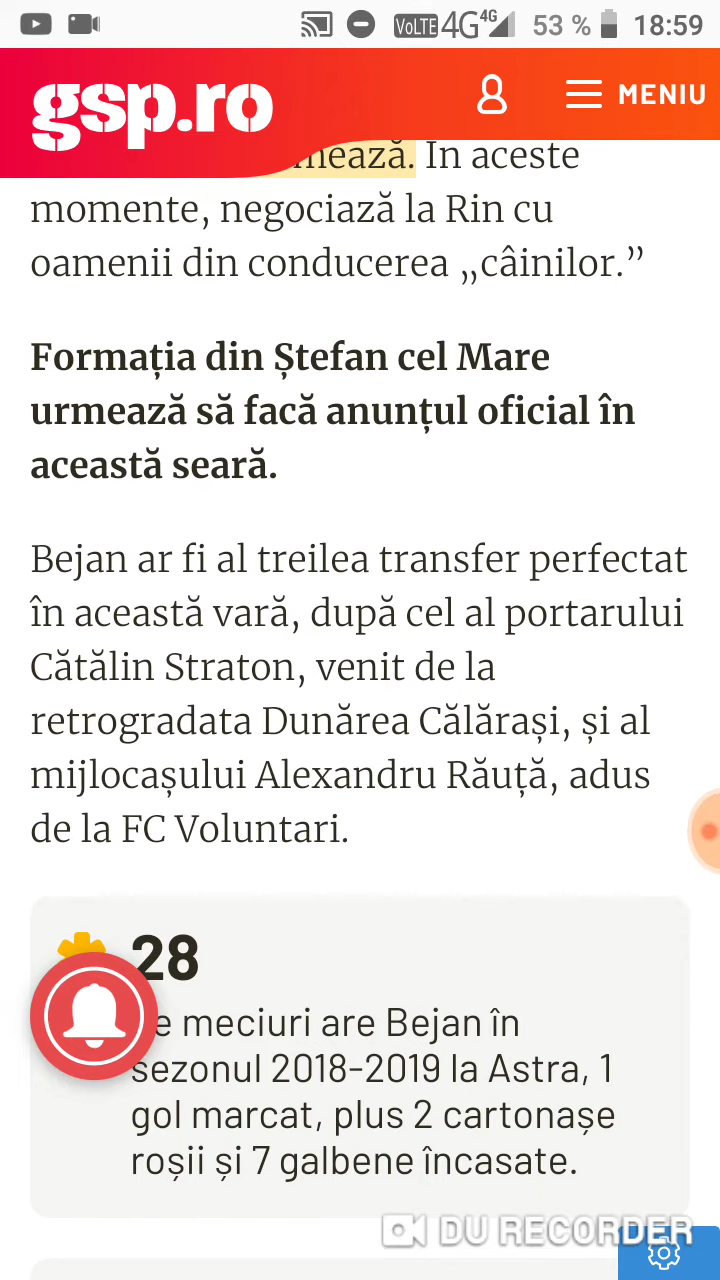 VoLTE 4G 4G 53 % 18:59
gsp.ro MENIU
mează. În aceste
momente, negociază la Rin cu
oamenii din conducerea „câinilor.”
Formația din Ștefan cel Mare
urmează să facă anunțul oficial în
această seară.
Bejan ar fi al treilea transfer perfectat
în această vară, după cel al portarului
Cătălin Straton, venit de la
retrogradata Dunărea Călărași, și al
mijlocașului Alexandru Răuță, adus
de la FC Voluntari.
28
e meciuri are Bejan în
sezonul 2018-2019 la Astra, 1
gol marcat, plus 2 cartonașe
roșii și 7 galbene încasate.
DU RECORDER